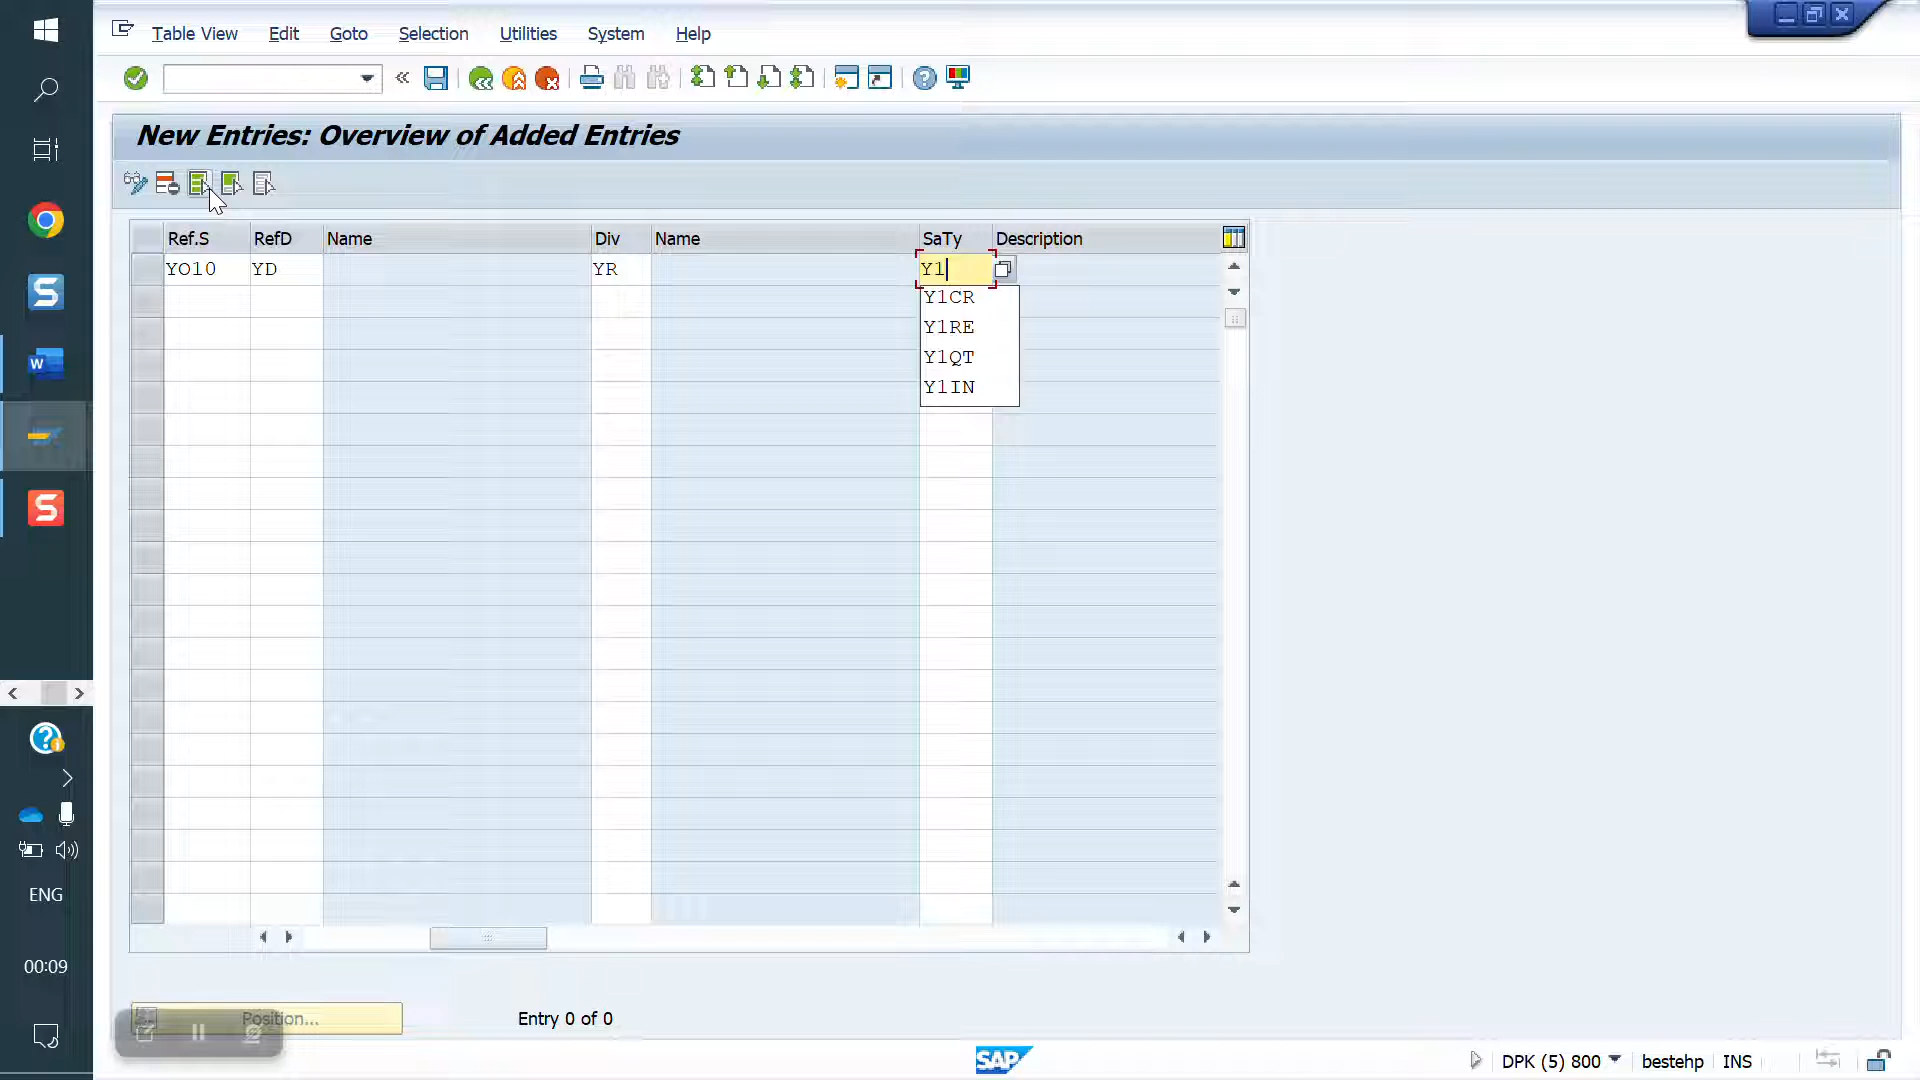 Table View Edit Goto Selection Utilities System Help
New Entries: Overview of Added Entries
Ref.S RefD Name Div Name SaTy Description
YO10 YD YR Y1
Y1CR
Y1RE
Y1QT
Y1IN
ENG
00:09
Position... Entry 0 of 0
SAP DPK (5) 800 bestehp INS